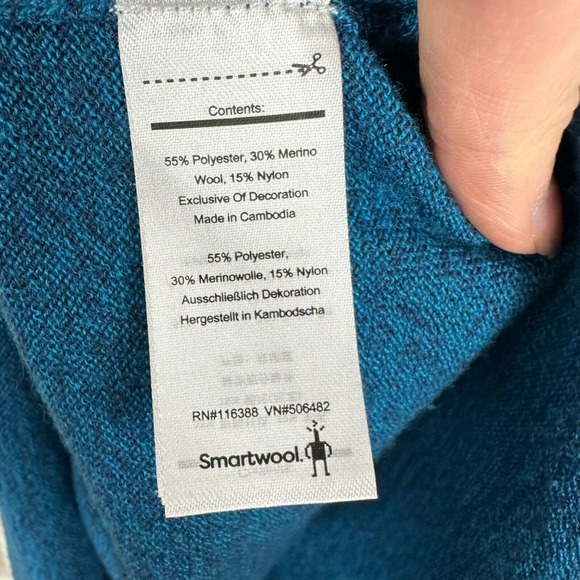 Contents:
55% Polyester, 30% Merino
Wool, 15% Nylon
Exclusive Of Decoration
Made in Cambodia
55% Polyester,
30% Merinowolle, 15% Nylon
Ausschließlich Dekoration
Hergestellt in Kambodscha
RN#116388 VN#506482
Smartwool.